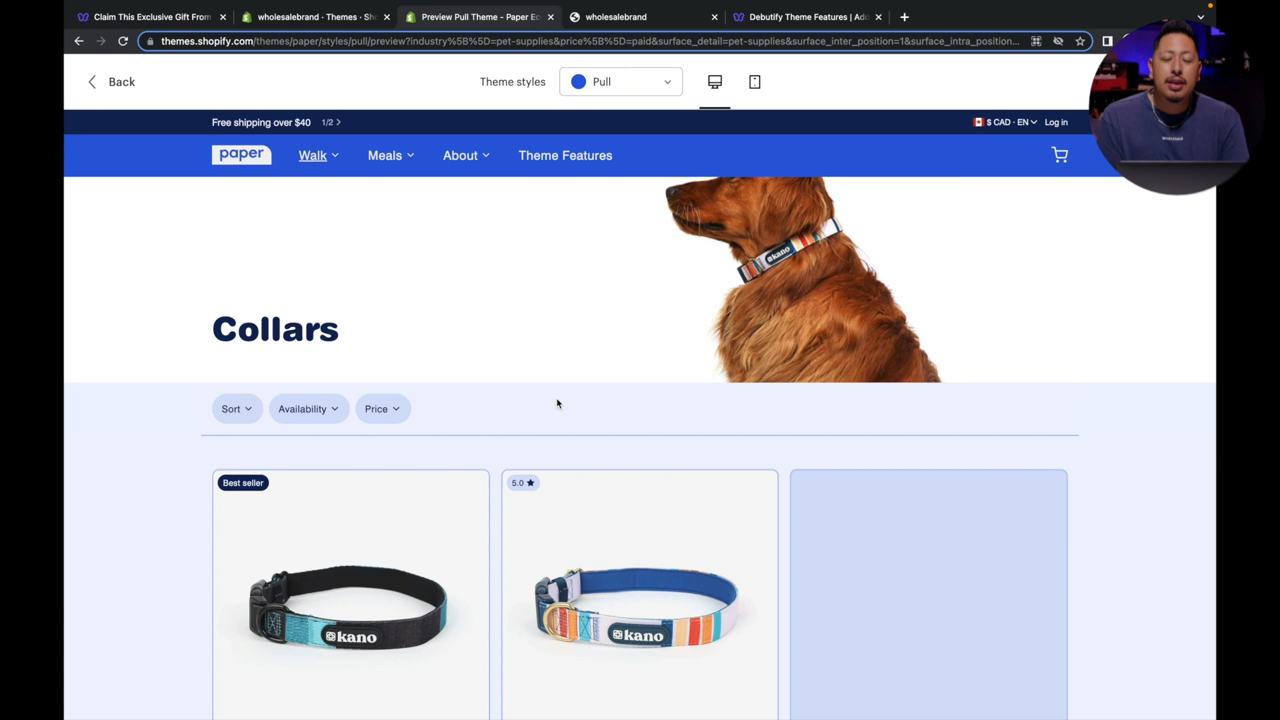 Claim This Exclusive Gift From
wholesalebrand · Themes · Sh
Preview Pull Theme - Paper Ec
wholesalebrand
Debutify Theme Features | Ad
themes.shopify.com/themes/paper/styles/pull/preview?industry%5B%5D=pet-supplies&price%5B%5D=paid&surface_detail=pet-supplies&surface_inter_position=1&surface_intra_position...
Back
Theme styles
Pull
Free shipping over $40
1/2
$ CAD · EN
Log in
paper
Walk
Meals
About
Theme Features
kano
Collars
Sort
Availability
Price
Best seller
5.0
kano
kano